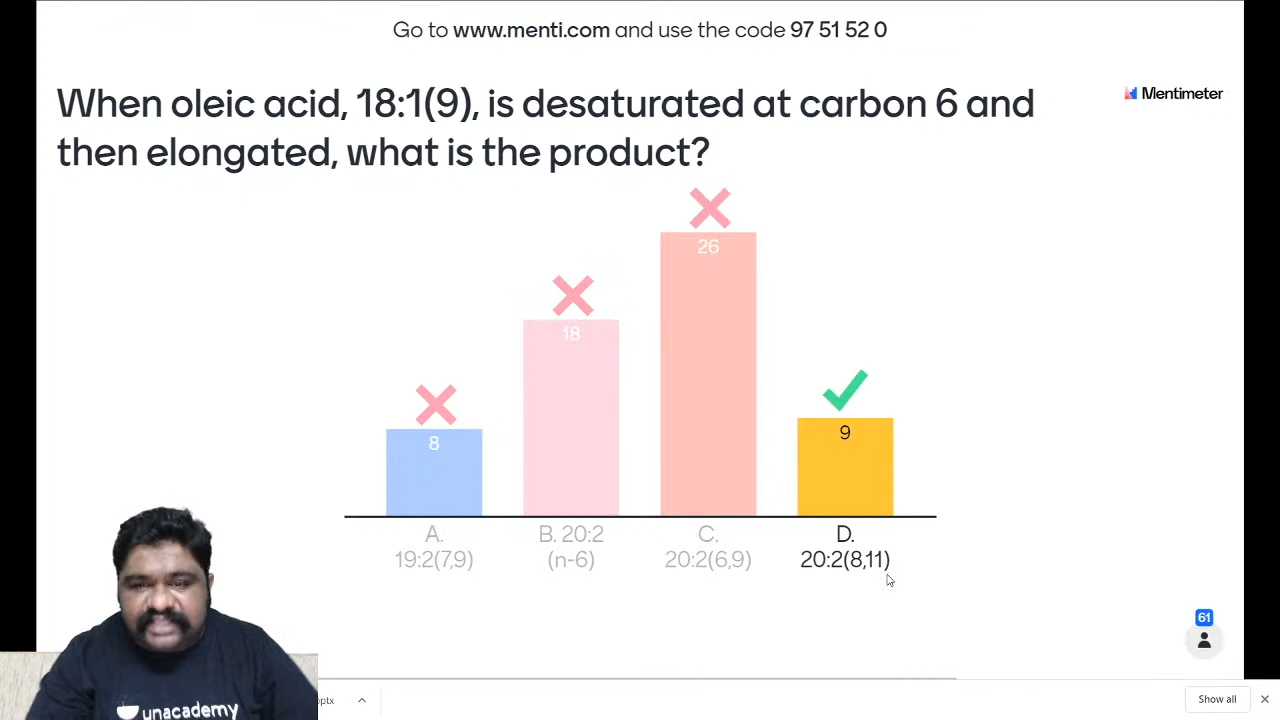 Go to www.menti.com and use the code 97 51 52 0
When oleic acid, 18:1(9), is desaturated at carbon 6 and
then elongated, what is the product?
Mentimeter
8
18
26
9
A.
19:2(7,9)
B. 20:2
(n-6)
C.
20:2(6,9)
D.
20:2(8,11)
61
unacademy
ptx
Show all